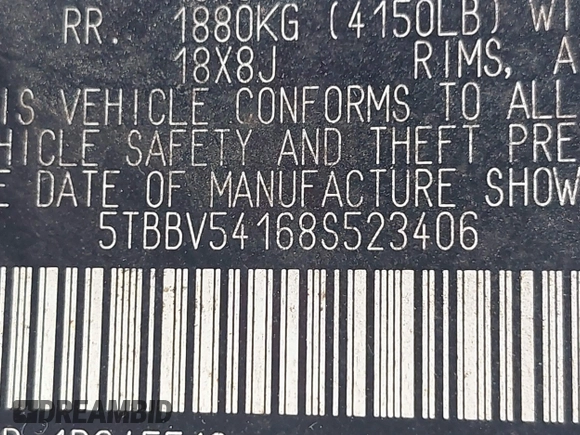 RR. 1880KG (4150LB) WI
18X8J RIMS, A
IS VEHICLE CONFORMS TO ALL
HICLE SAFETY AND THEFT PRE
E DATE OF MANUFACTURE SHOW
5TBBV54168S523406
DREAMBID